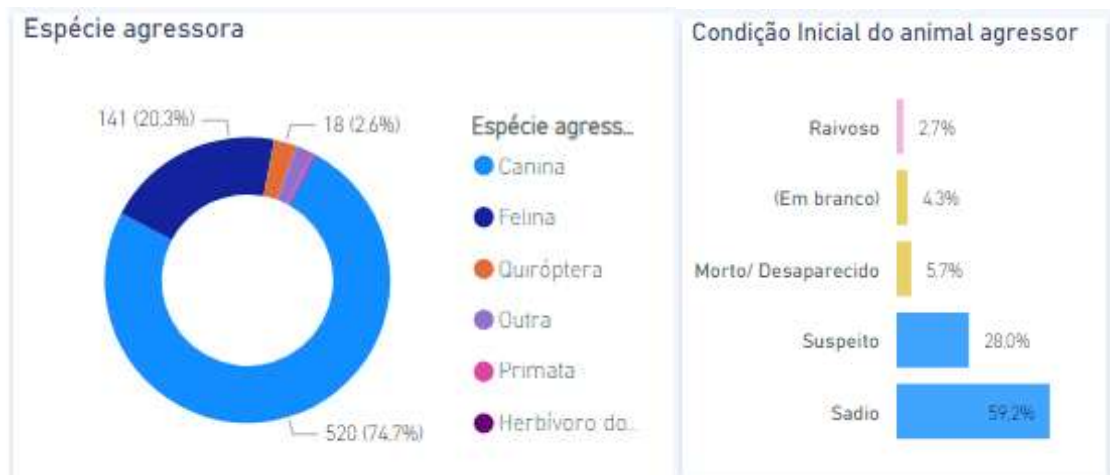 Espécie agressora
141 (20,3%)
18 (2,6%)
520 (74,7%)
Espécie agress...
Canina
Felina
Quiróptera
Outra
Primata
Herbívoro do...
Condição Inicial do animal agressor
Raivoso 2.7%
(Em branco) 4.3%
Morto/ Desaparecido 5.7%
Suspeito 28.0%
Sadio 59,2%